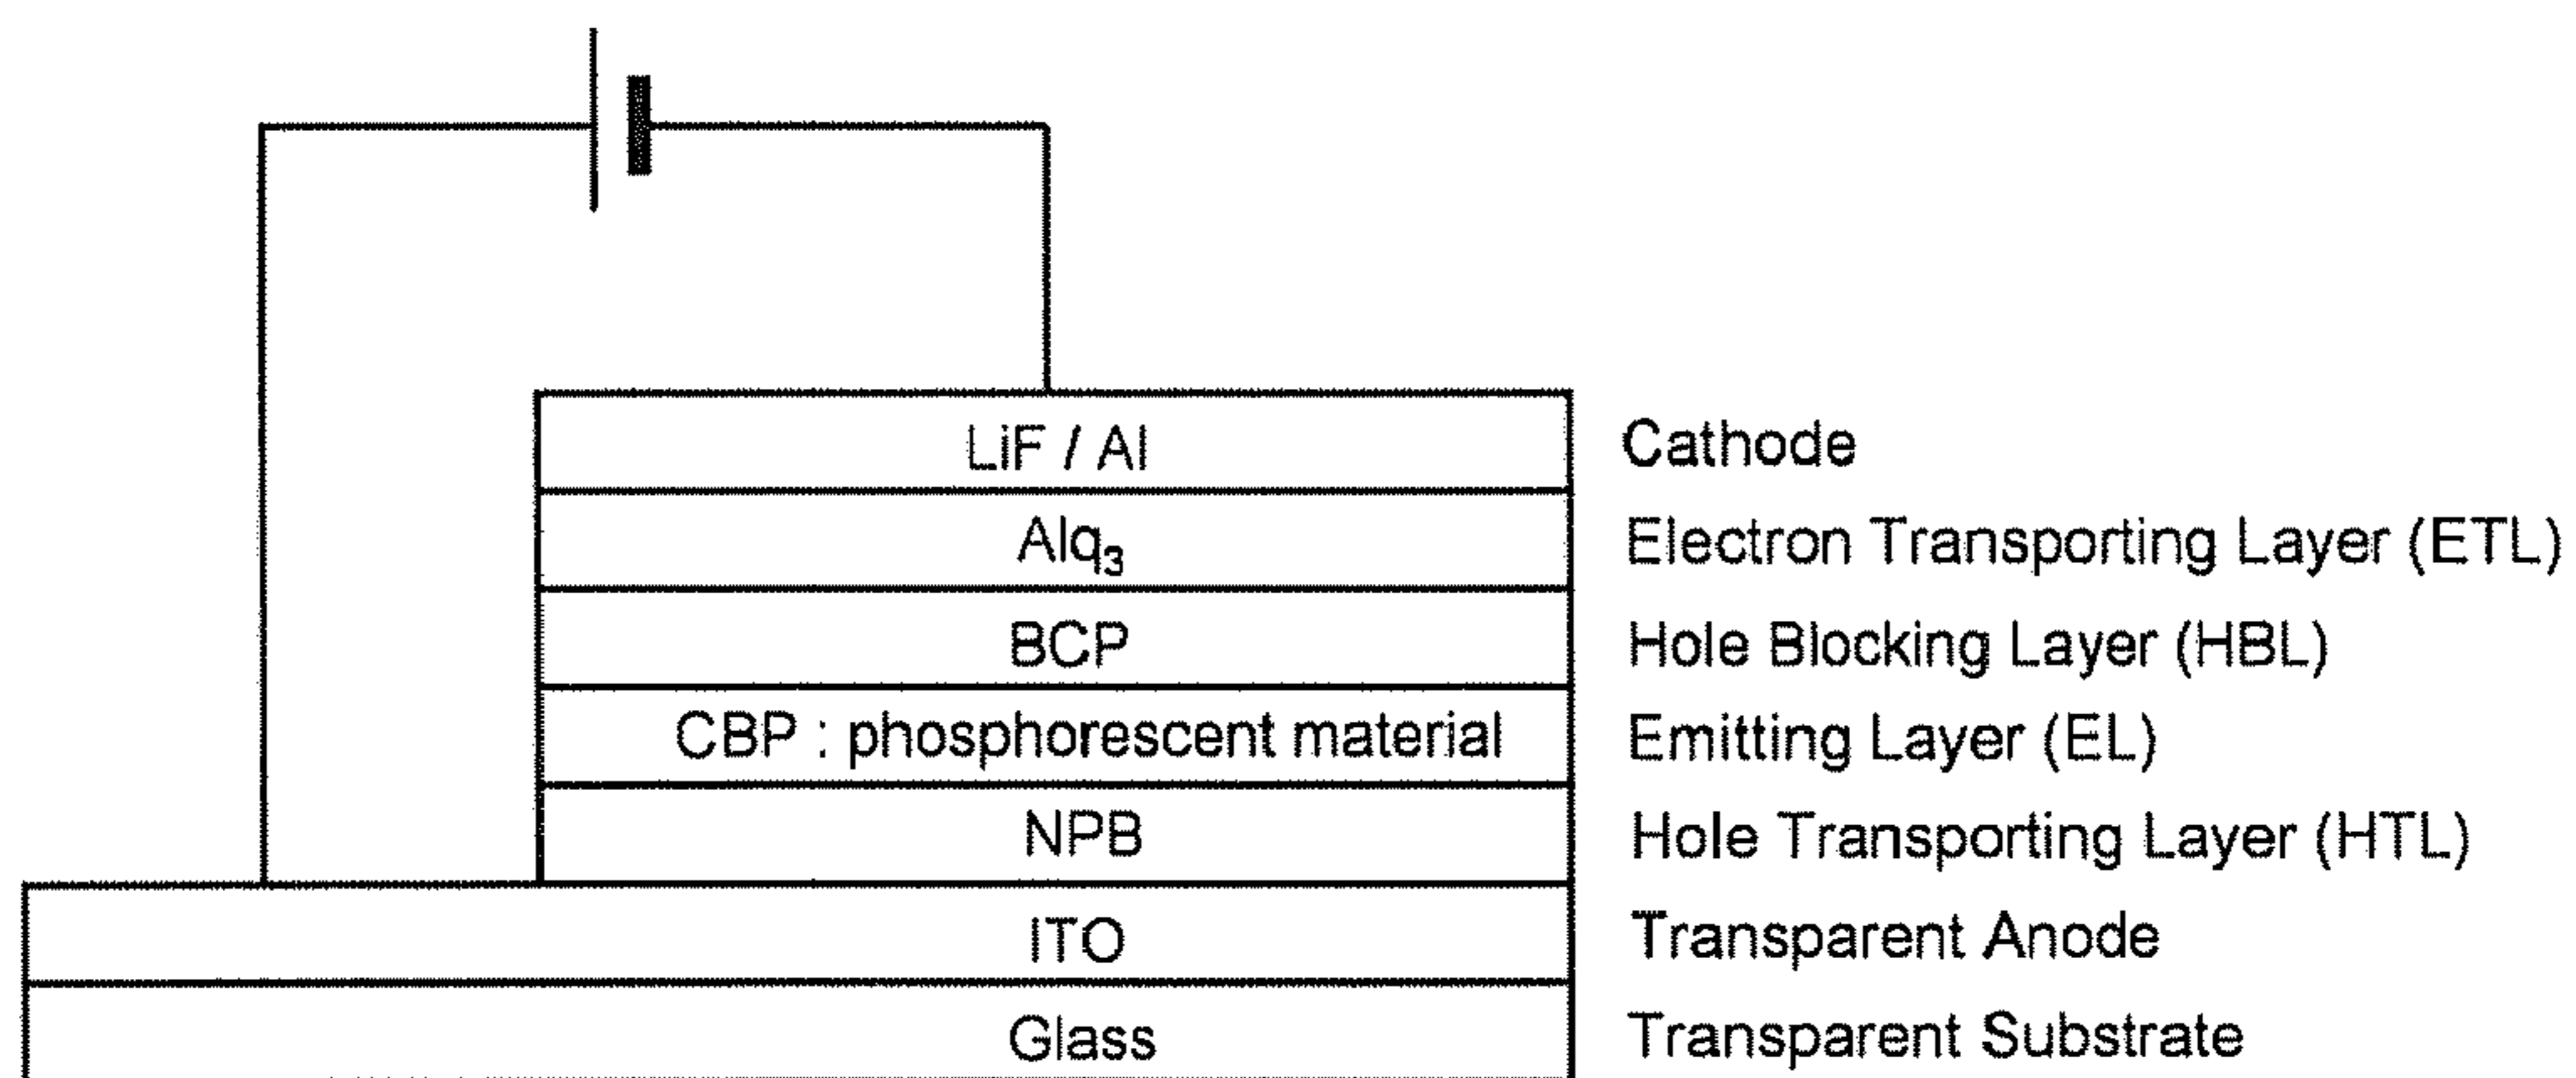 LiF / Al Cathode
Alq₃ Electron Transporting Layer (ETL)
BCP Hole Blocking Layer (HBL)
CBP : phosphorescent material Emitting Layer (EL)
NPB Hole Transporting Layer (HTL)
ITO Transparent Anode
Glass Transparent Substrate